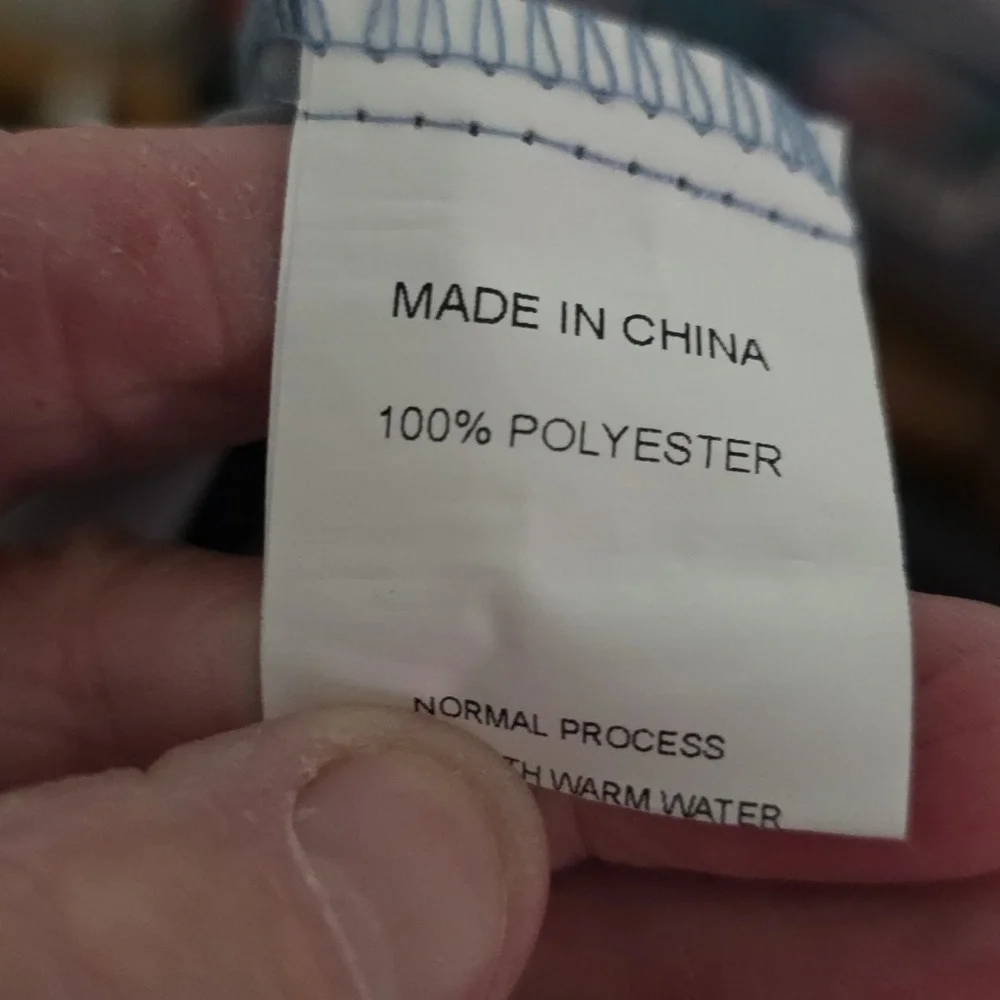 MADE IN CHINA
100% POLYESTER
NORMAL PROCESS
WARM WATER